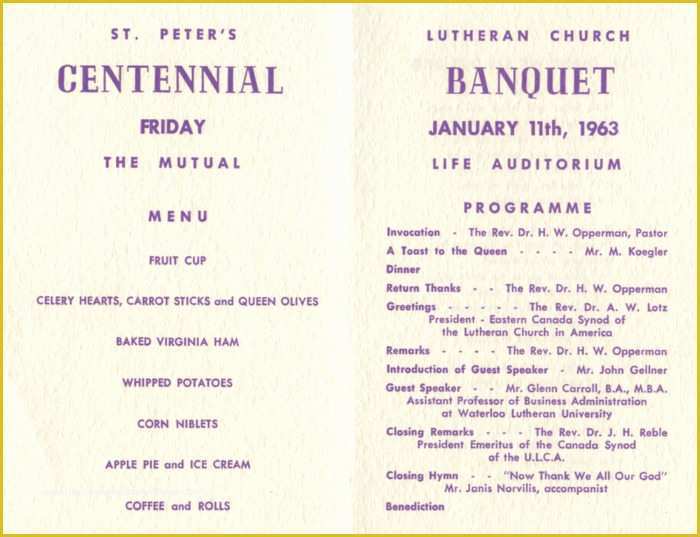 ST. PETER'S
CENTENNIAL
FRIDAY
THE MUTUAL
MENU
FRUIT CUP
CELERY HEARTS, CARROT STICKS and QUEEN OLIVES
BAKED VIRGINIA HAM
WHIPPED POTATOES
CORN NIBLETS
APPLE PIE and ICE CREAM
COFFEE and ROLLS
LUTHERAN CHURCH
BANQUET
JANUARY 11th, 1963
LIFE AUDITORIUM
PROGRAMME
Invocation - The Rev. Dr. H. W. Opperman, Pastor
A Toast to the Queen - - - - Mr. M. Koegler
Dinner
Return Thanks - - The Rev. Dr. H. W. Opperman
Greetings - - - - - The Rev. Dr. A. W. Lotz
President - Eastern Canada Synod of
the Lutheran Church in America
Remarks - - - - The Rev. Dr. H. W. Opperman
Introduction of Guest Speaker - Mr. John Gellner
Guest Speaker - - Mr. Glenn Carroll, B.A., M.B.A.
Assistant Professor of Business Administration
at Waterloo Lutheran University
Closing Remarks - - - The Rev. Dr. J. H. Reble
President Emeritus of the Canada Synod
of the U.L.C.A.
Closing Hymn - - "Now Thank We All Our God"
Mr. Janis Norvilis, accompanist
Benediction